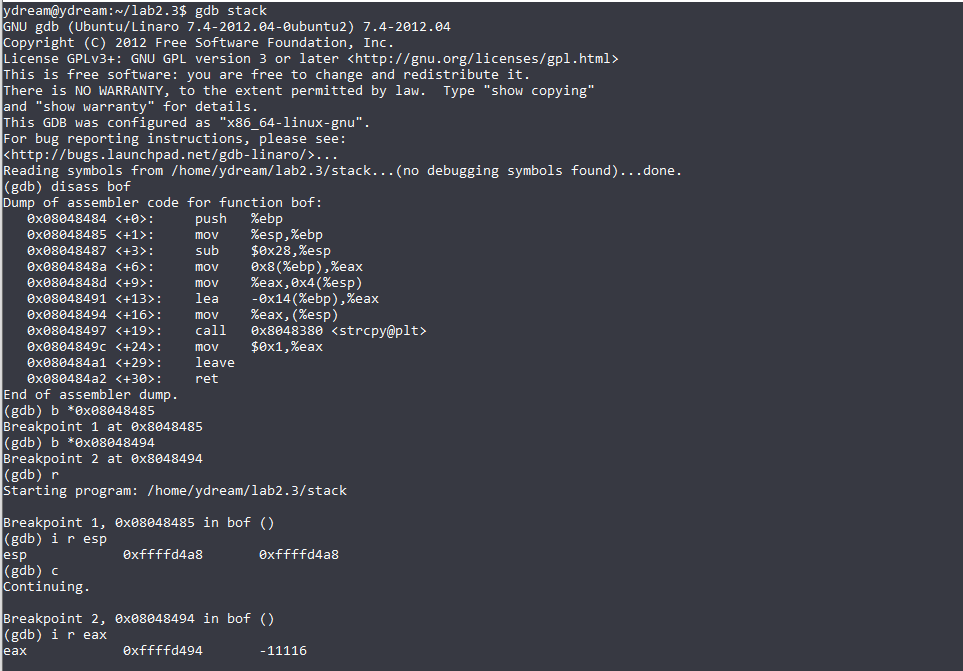 ydream@ydream:~/lab2.3$ gdb stack
GNU gdb (Ubuntu/Linaro 7.4-2012.04-0ubuntu2) 7.4-2012.04
Copyright (C) 2012 Free Software Foundation, Inc.
License GPLv3+: GNU GPL version 3 or later <http://gnu.org/licenses/gpl.html>
This is free software: you are free to change and redistribute it.
There is NO WARRANTY, to the extent permitted by law.  Type "show copying"
and "show warranty" for details.
This GDB was configured as "x86_64-linux-gnu".
For bug reporting instructions, please see:
<http://bugs.launchpad.net/gdb-linaro/>...
Reading symbols from /home/ydream/lab2.3/stack...(no debugging symbols found)...done.
(gdb) disass bof
Dump of assembler code for function bof:
   0x08048484 <+0>:     push   %ebp
   0x08048485 <+1>:     mov    %esp,%ebp
   0x08048487 <+3>:     sub    $0x28,%esp
   0x0804848a <+6>:     mov    0x8(%ebp),%eax
   0x0804848d <+9>:     mov    %eax,0x4(%esp)
   0x08048491 <+13>:    lea    -0x14(%ebp),%eax
   0x08048494 <+16>:    mov    %eax,(%esp)
   0x08048497 <+19>:    call   0x8048380 <strcpy@plt>
   0x0804849c <+24>:    mov    $0x1,%eax
   0x080484a1 <+29>:    leave
   0x080484a2 <+30>:    ret
End of assembler dump.
(gdb) b *0x08048485
Breakpoint 1 at 0x8048485
(gdb) b *0x08048494
Breakpoint 2 at 0x8048494
(gdb) r
Starting program: /home/ydream/lab2.3/stack

Breakpoint 1, 0x08048485 in bof ()
(gdb) i r esp
esp            0xffffd4a8       0xffffd4a8
(gdb) c
Continuing.

Breakpoint 2, 0x08048494 in bof ()
(gdb) i r eax
eax            0xffffd494       -11116